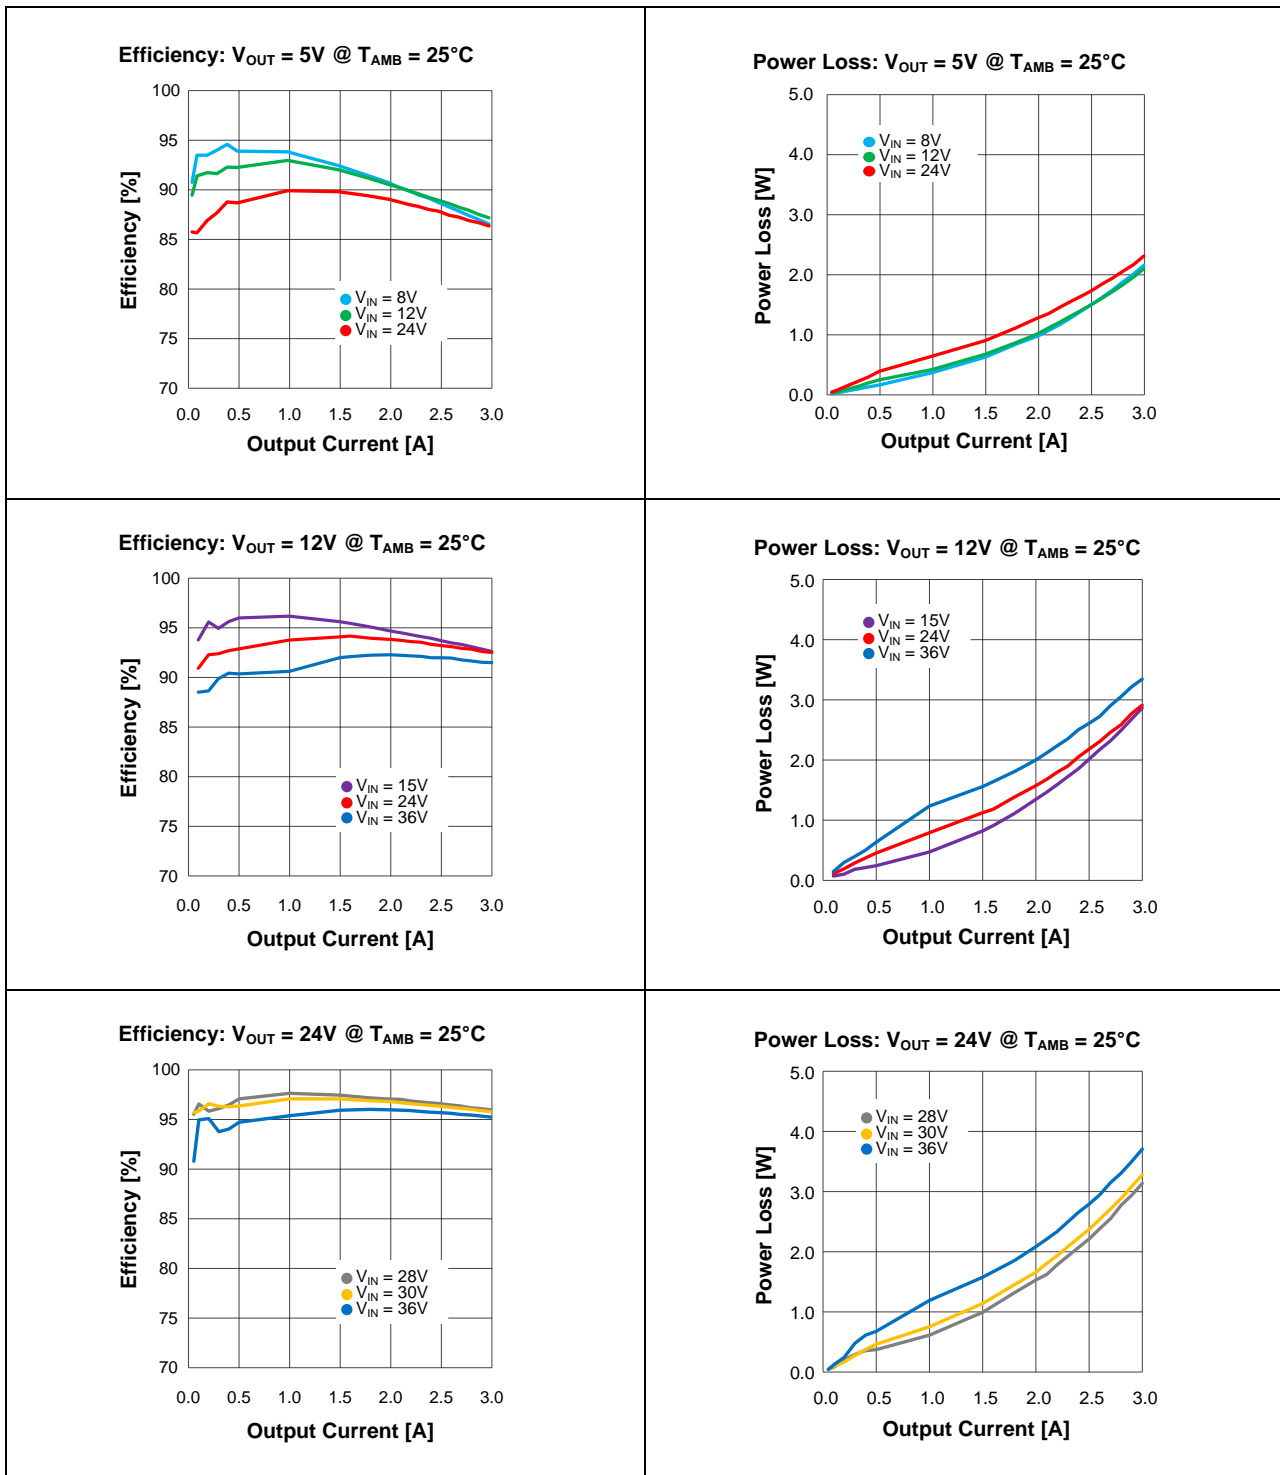 Efficiency: VOUT = 5V @ TAMB = 25°C
100
95
90
85
80
75
70
Efficiency [%]
VIN = 8V
VIN = 12V
VIN = 24V
0.0 0.5 1.0 1.5 2.0 2.5 3.0
Output Current [A]
Power Loss: VOUT = 5V @ TAMB = 25°C
5.0
4.0
3.0
2.0
1.0
0.0
Power Loss [W]
VIN = 8V
VIN = 12V
VIN = 24V
0.0 0.5 1.0 1.5 2.0 2.5 3.0
Output Current [A]
Efficiency: VOUT = 12V @ TAMB = 25°C
100
95
90
85
80
75
70
Efficiency [%]
VIN = 15V
VIN = 24V
VIN = 36V
0.0 0.5 1.0 1.5 2.0 2.5 3.0
Output Current [A]
Power Loss: VOUT = 12V @ TAMB = 25°C
5.0
4.0
3.0
2.0
1.0
0.0
Power Loss [W]
VIN = 15V
VIN = 24V
VIN = 36V
0.0 0.5 1.0 1.5 2.0 2.5 3.0
Output Current [A]
Efficiency: VOUT = 24V @ TAMB = 25°C
100
95
90
85
80
75
70
Efficiency [%]
VIN = 28V
VIN = 30V
VIN = 36V
0.0 0.5 1.0 1.5 2.0 2.5 3.0
Output Current [A]
Power Loss: VOUT = 24V @ TAMB = 25°C
5.0
4.0
3.0
2.0
1.0
0.0
Power Loss [W]
VIN = 28V
VIN = 30V
VIN = 36V
0.0 0.5 1.0 1.5 2.0 2.5 3.0
Output Current [A]